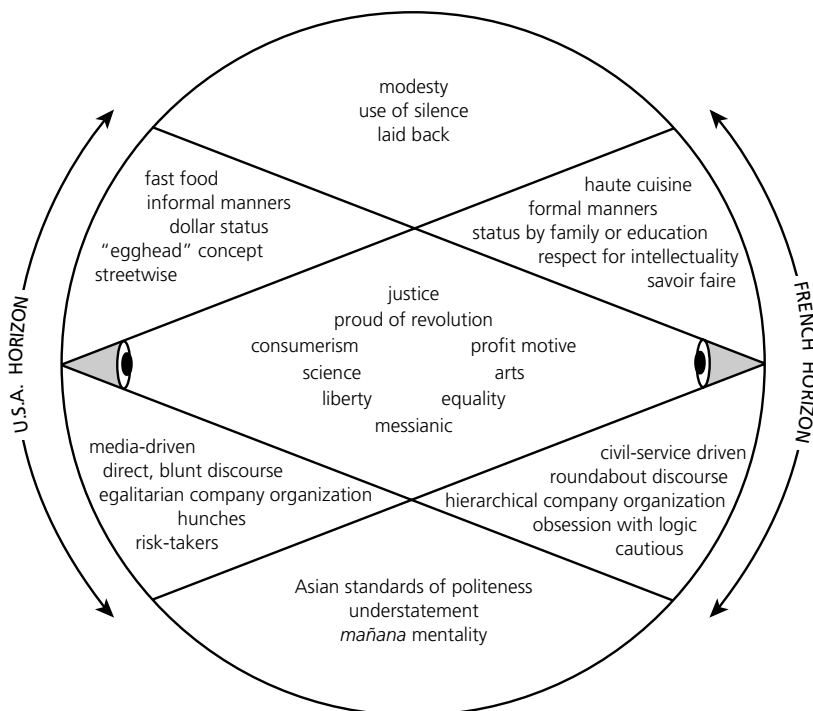 modesty
use of silence
laid back
fast food
informal manners
dollar status
“egghead” concept
streetwise
haute cuisine
formal manners
status by family or education
respect for intellectuality
savoir faire
U.S.A. HORIZON
justice
proud of revolution
consumerism profit motive
science arts
liberty equality
messianic
FRENCH HORIZON
media-driven
direct, blunt discourse
egalitarian company organization
hunches
risk-takers
civil-service driven
roundabout discourse
hierarchical company organization
obsession with logic
cautious
Asian standards of politeness
understatement
mañana mentality